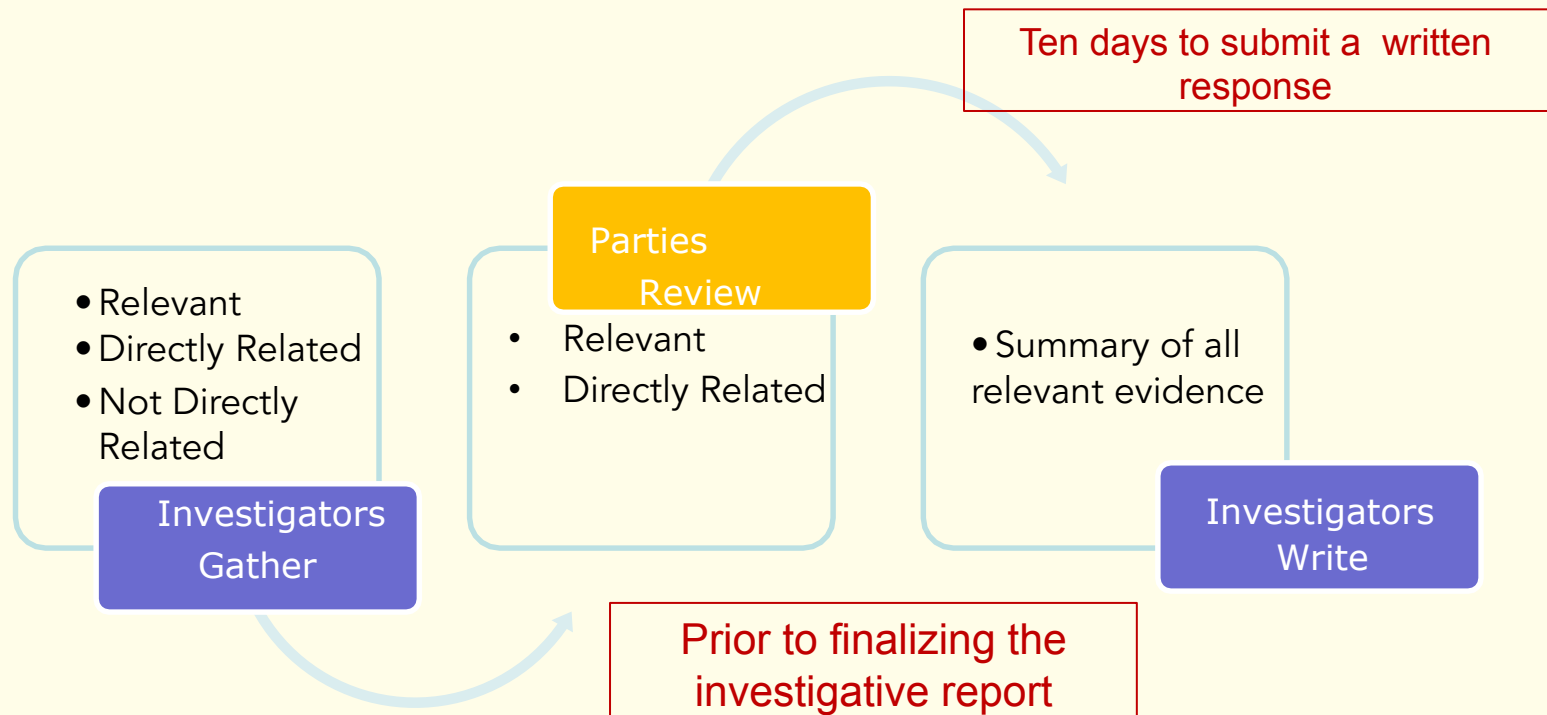 Ten days to submit a written
response
Parties
Review
• Relevant
• Directly Related
• Not Directly
Related
Investigators
Gather
• Relevant
• Directly Related
• Summary of all
relevant evidence
Investigators
Write
Prior to finalizing the
investigative report